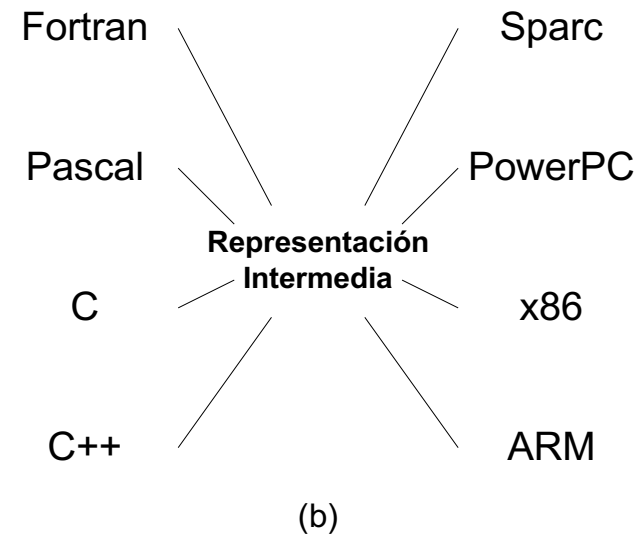 Fortran
Sparc
Pascal
PowerPC
Representación
Intermedia
C
x86
C++
ARM
(b)